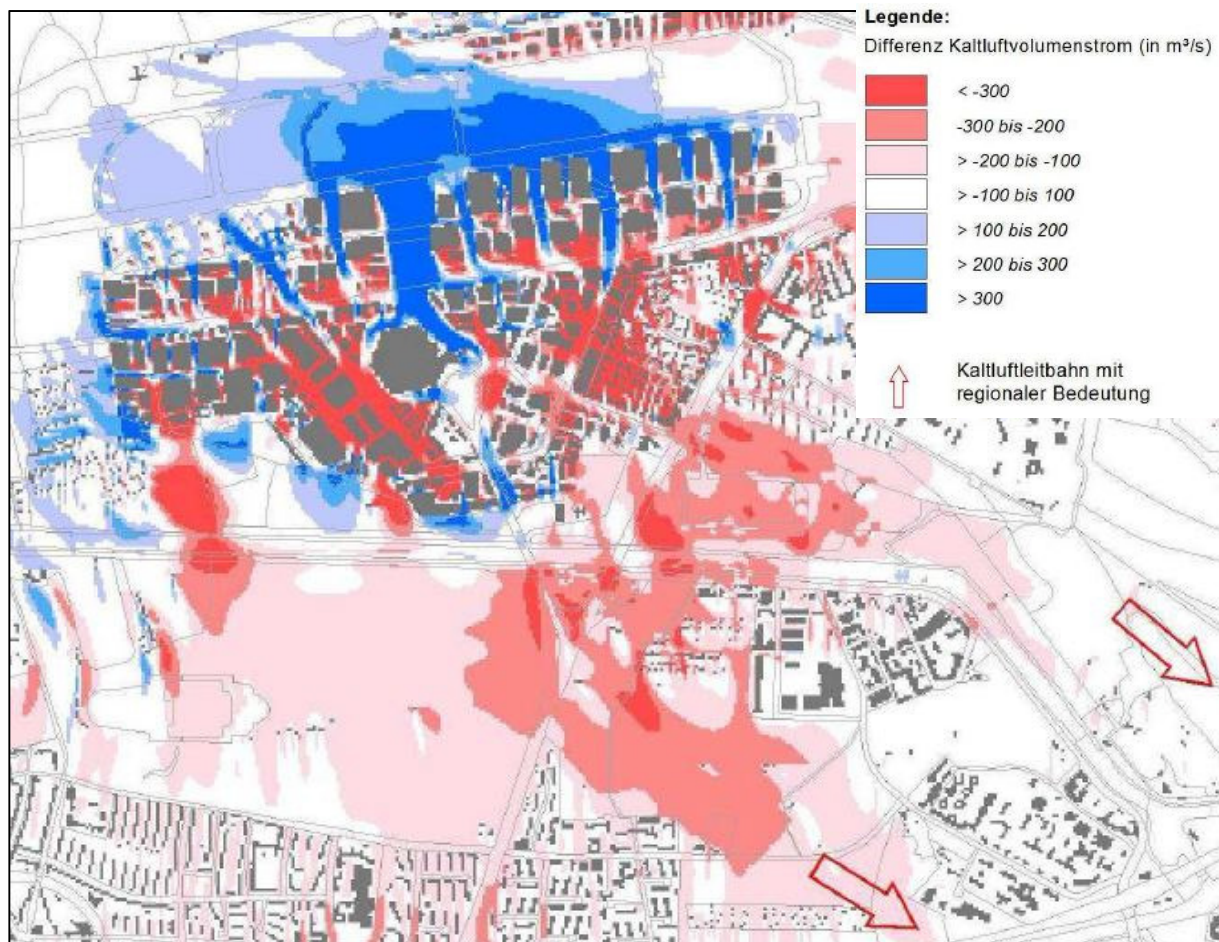 Legende:
Differenz Kaltluftvolumenstrom (in m³/s)
< -300
-300 bis -200
> -200 bis -100
> -100 bis 100
> 100 bis 200
> 200 bis 300
> 300
Kaltluftleitbahn mit
regionaler Bedeutung